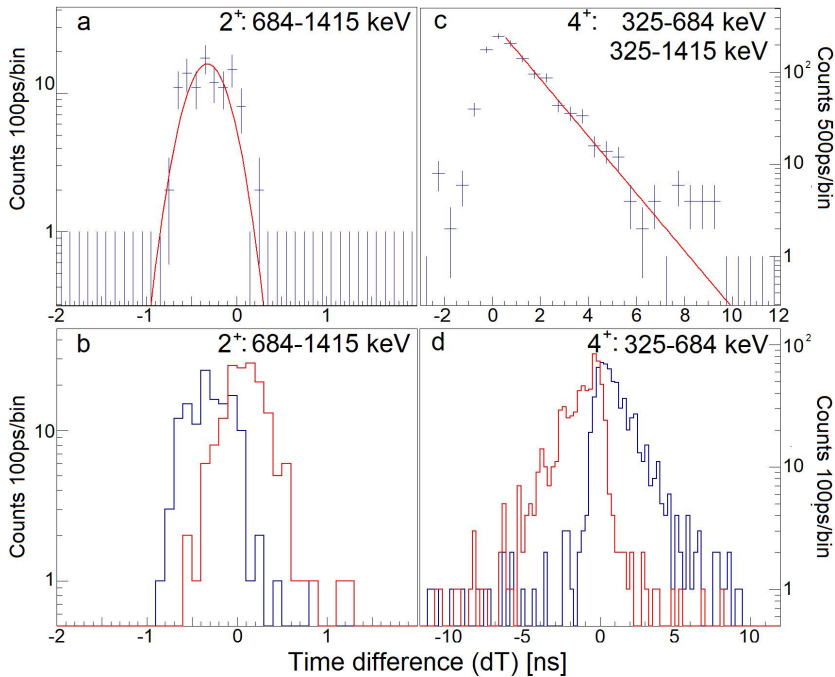 a
2+: 684-1415 keV
Counts 100ps/bin
10
1
-2
-1
0
c
4+: 325-684 keV
325-1415 keV
Counts 500ps/bin
10²
10
1
-2
0
2
4
6
8
10
12
b
2+: 684-1415 keV
Counts 100ps/bin
10
1
-2
-1
0
d
4+: 325-684 keV
Counts 100ps/bin
10²
10
1
-10
-5
0
5
10
Time difference (dT) [ns]